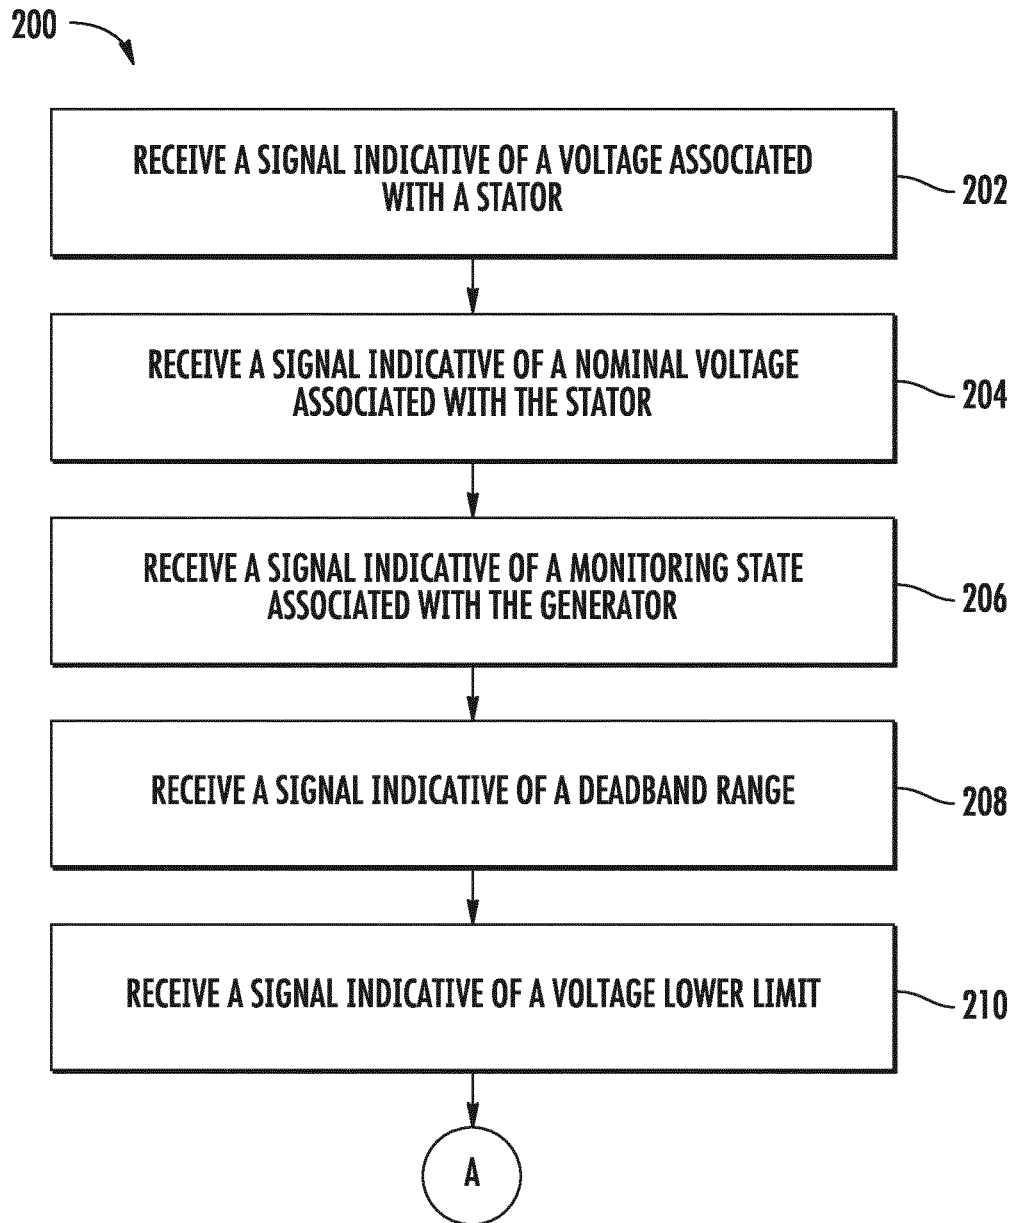 200
RECEIVE A SIGNAL INDICATIVE OF A VOLTAGE ASSOCIATED
WITH A STATOR
202
RECEIVE A SIGNAL INDICATIVE OF A NOMINAL VOLTAGE
ASSOCIATED WITH THE STATOR
204
RECEIVE A SIGNAL INDICATIVE OF A MONITORING STATE
ASSOCIATED WITH THE GENERATOR
206
RECEIVE A SIGNAL INDICATIVE OF A DEADBAND RANGE
208
RECEIVE A SIGNAL INDICATIVE OF A VOLTAGE LOWER LIMIT
210
A